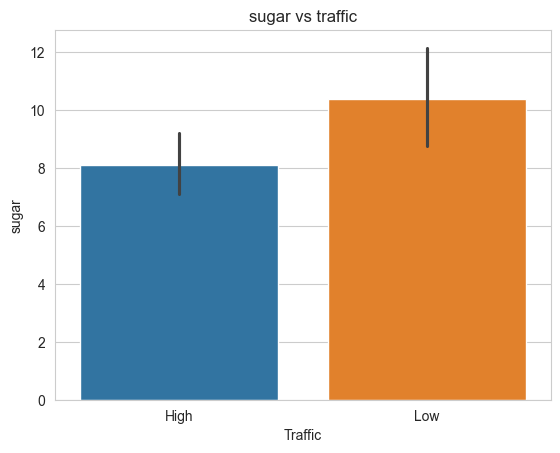 sugar vs traffic
12
10
8
6
4
2
0
sugar
High
Low
Traffic